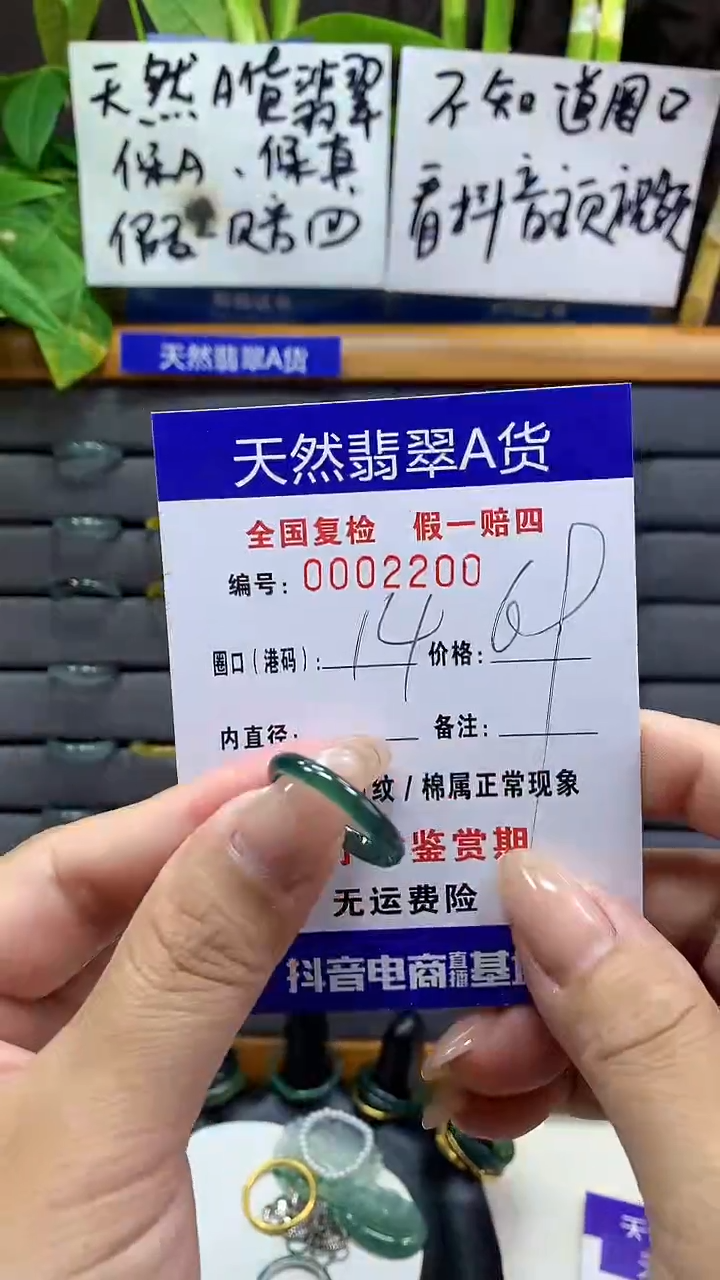 天然A货翡翠
保A、保真
假一赔四
不知道圈口
看抖音顶视频
天然翡翠A货
天然翡翠A货
全国复检 假一赔四
编号：0002200
圈口（港码）：14 价格：
内直径： 备注：
纹/棉属正常现象
鉴赏期
无运费险
抖音电商直播基
天